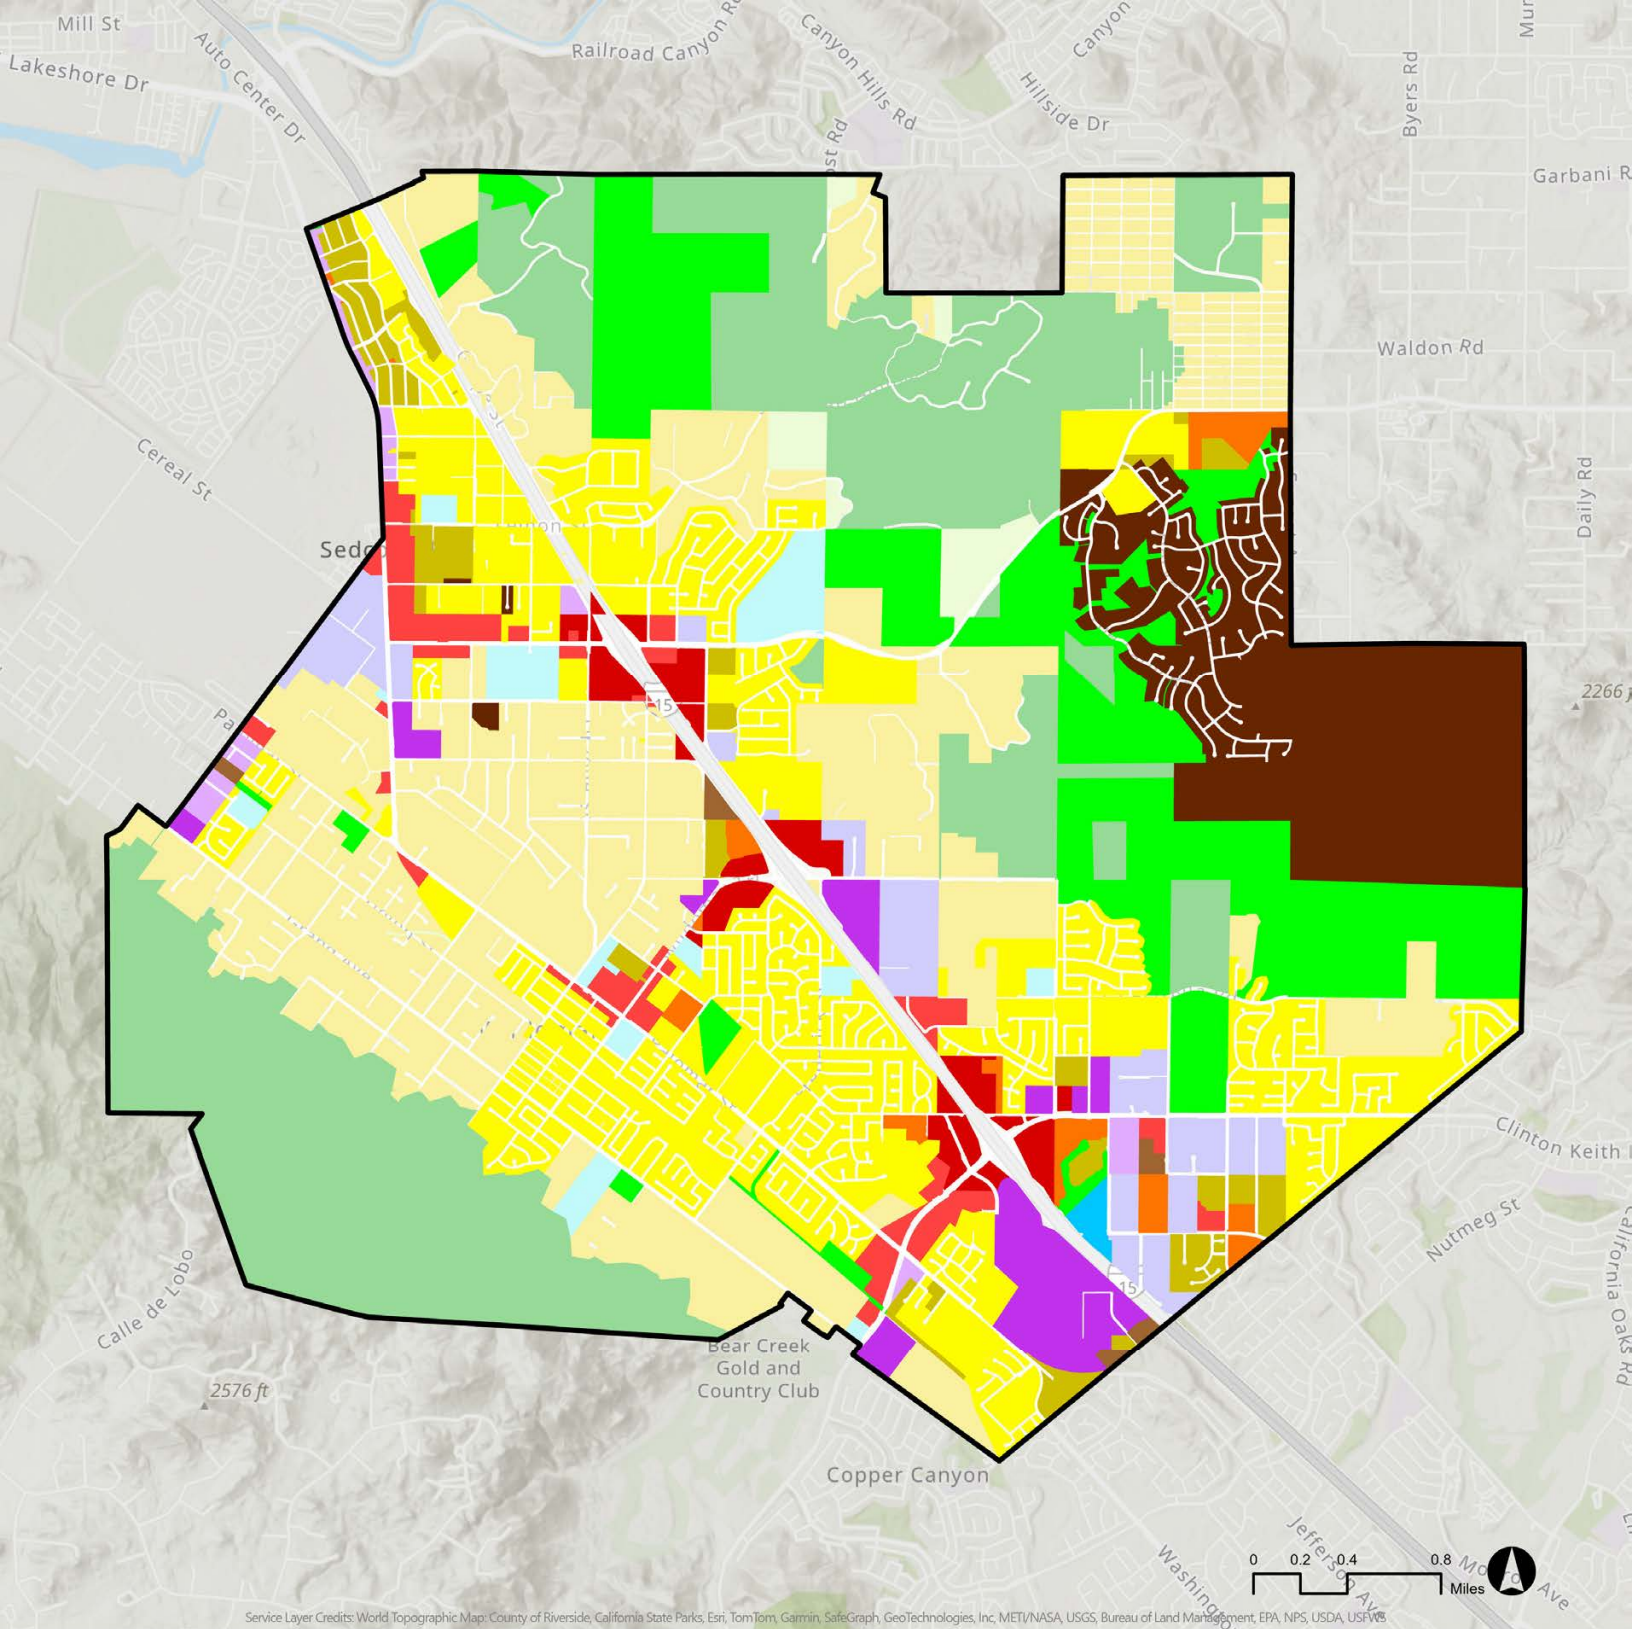 Mill St
Lakeshore Dr
Auto Center Dr
Railroad Canyon
Canyon Hills Rd
Canyon
Hillside Dr
Byers Rd
Garbani R
Waldon Rd
Daily Rd
Cereal St
15
2266 f
15
Clinton Keith
Nutmeg St
California Oaks Rd
15
Calle de Lobo
2576 ft
Bear Creek
Gold and
Country Club
Copper Canyon
Jefferson Ave
0 0.2 0.4 0.8
Miles
Service Layer Credits: World Topographic Map: County of Riverside, California State Parks, Esri, TomTom, Garmin, SafeGraph, GeoTechnologies, Inc, METI/NASA, USGS, Bureau of Land Management, EPA, NPS, USDA, USFWS